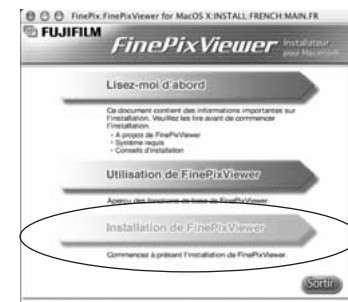 FinePix:FinePixViewer for MacOS X:INSTALL:FRENCH:MAIN.FR
FUJIFILM
FinePixViewer Installateur
pour Macintosh
Lisez-moi d'abord
Ce document contient des informations importantes sur
l'installation. Veuillez les lire avant de commencer
l'installation.
- A propos de FinePixViewer
- Système requis
- Conseils d'installation
Utilisation de FinePixViewer
Aperçu des fonctions de base de FinePixViewer
Installation de FinePixViewer
Commencez à présent l'installation de FinePixViewer.
Sortir